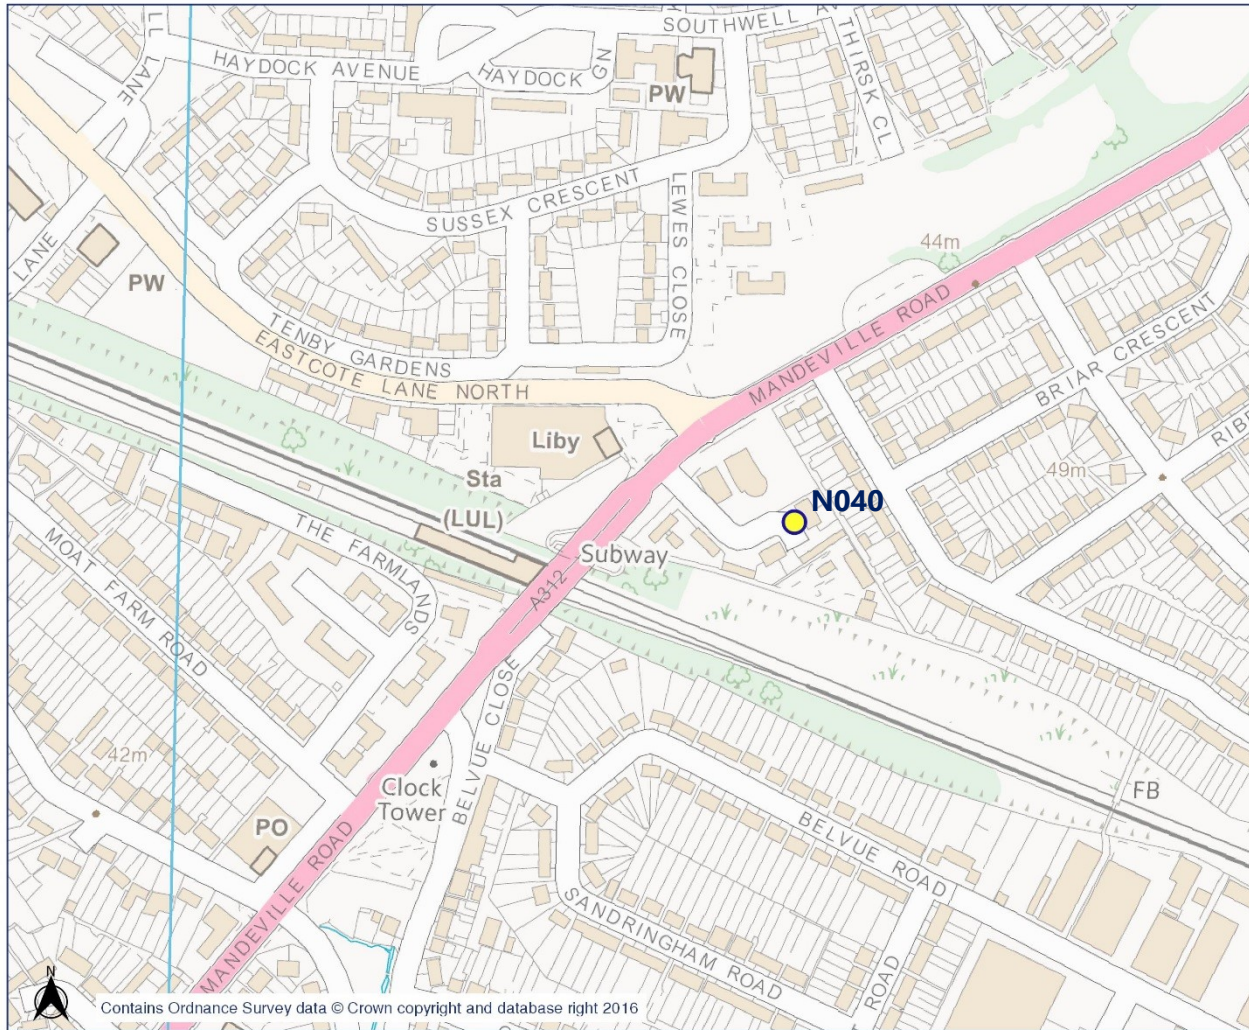 SOUTHWELL AV
THIRSK CL
LL LANE
HAYDOCK AVENUE
HAYDOCK
GN
PW
SUSSEX CRESCENT
LEWES CLOSE
LANE
PW
44m
TENBY GARDENS
EASTCOTE LANE NORTH
MANDEVILLE ROAD
BRIAR CRESCENT
RIBB
49m
Liby
Sta
(LUL)
N040
Subway
THE FARMLANDS
A312
MOAT FARM ROAD
BELVUE CLOSE
42m
Clock
Tower
FB
PO
BELVUE ROAD
MANDEVILLE ROAD
SANDRINGHAM ROAD
ROAD
N
Contains Ordnance Survey data © Crown copyright and database right 2016